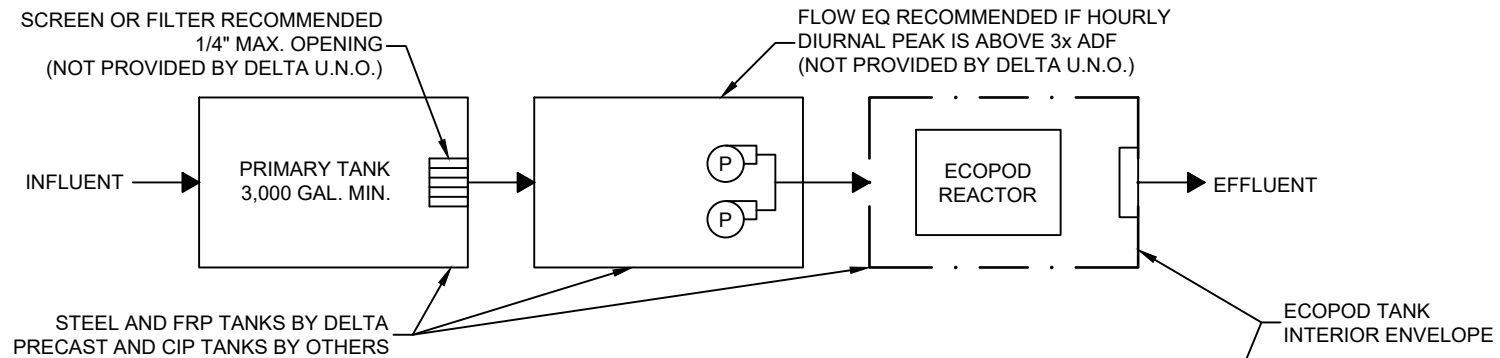 SCREEN OR FILTER RECOMMENDED
1/4" MAX. OPENING
(NOT PROVIDED BY DELTA U.N.O.)
FLOW EQ RECOMMENDED IF HOURLY
DIURNAL PEAK IS ABOVE 3x ADF
(NOT PROVIDED BY DELTA U.N.O.)
INFLUENT
PRIMARY TANK
3,000 GAL. MIN.
P
P
ECOPOD
REACTOR
EFFLUENT
STEEL AND FRP TANKS BY DELTA
PRECAST AND CIP TANKS BY OTHERS
ECOPOD TANK
INTERIOR ENVELOPE